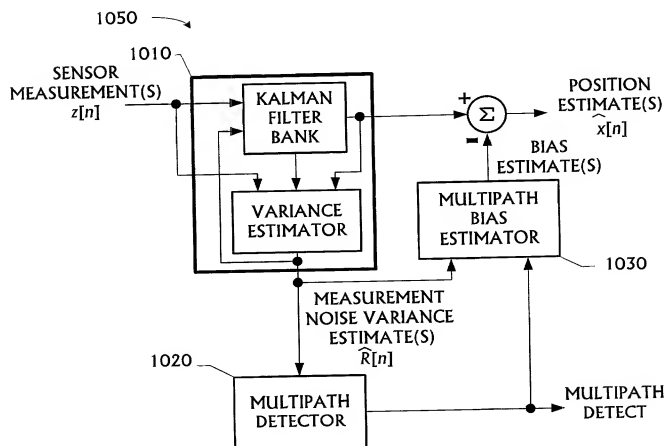 1050
1010
SENSOR
MEASUREMENT(S)
z[n]
KALMAN
FILTER
BANK
+
Σ
-
POSITION
ESTIMATE(S)
x̂[n]
BIAS
ESTIMATE(S)
VARIANCE
ESTIMATOR
MULTIPATH
BIAS
ESTIMATOR
1030
MEASUREMENT
NOISE VARIANCE
ESTIMATE(S)
R̂[n]
1020
MULTIPATH
DETECTOR
MULTIPATH
DETECT